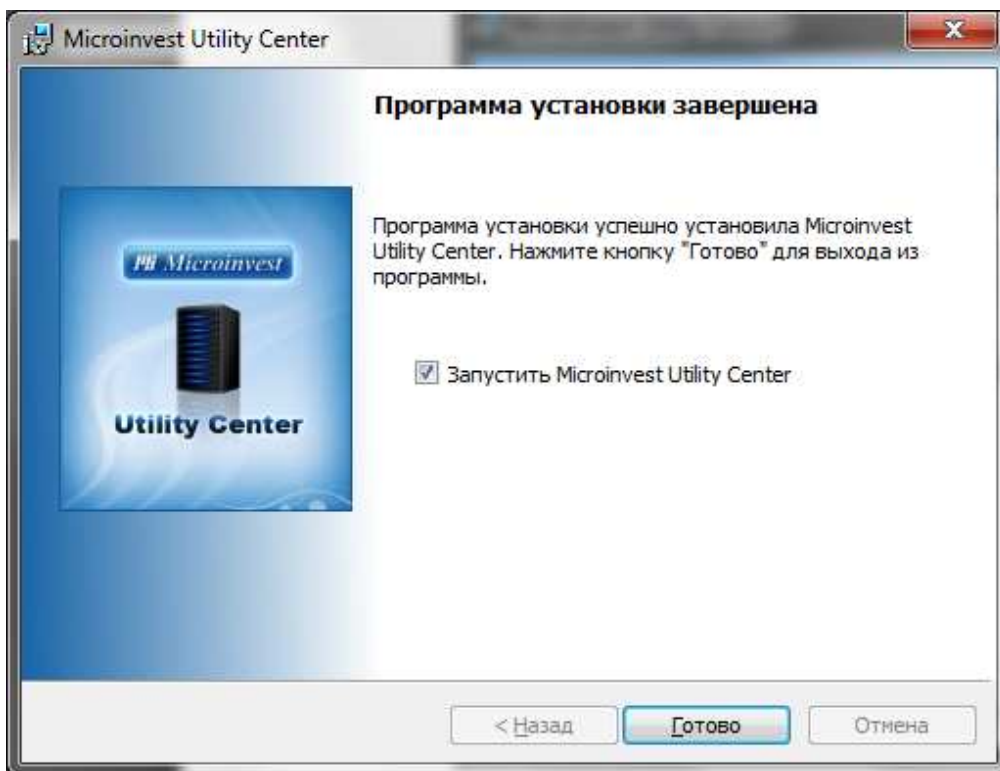 Microinvest Utility Center
Программа установки завершена
Программа установки успешно установила Microinvest
Utility Center. Нажмите кнопку "Готово" для выхода из
программы.
Microinvest
Utility Center
Запустить Microinvest Utility Center
< Назад
Готово
Отмена